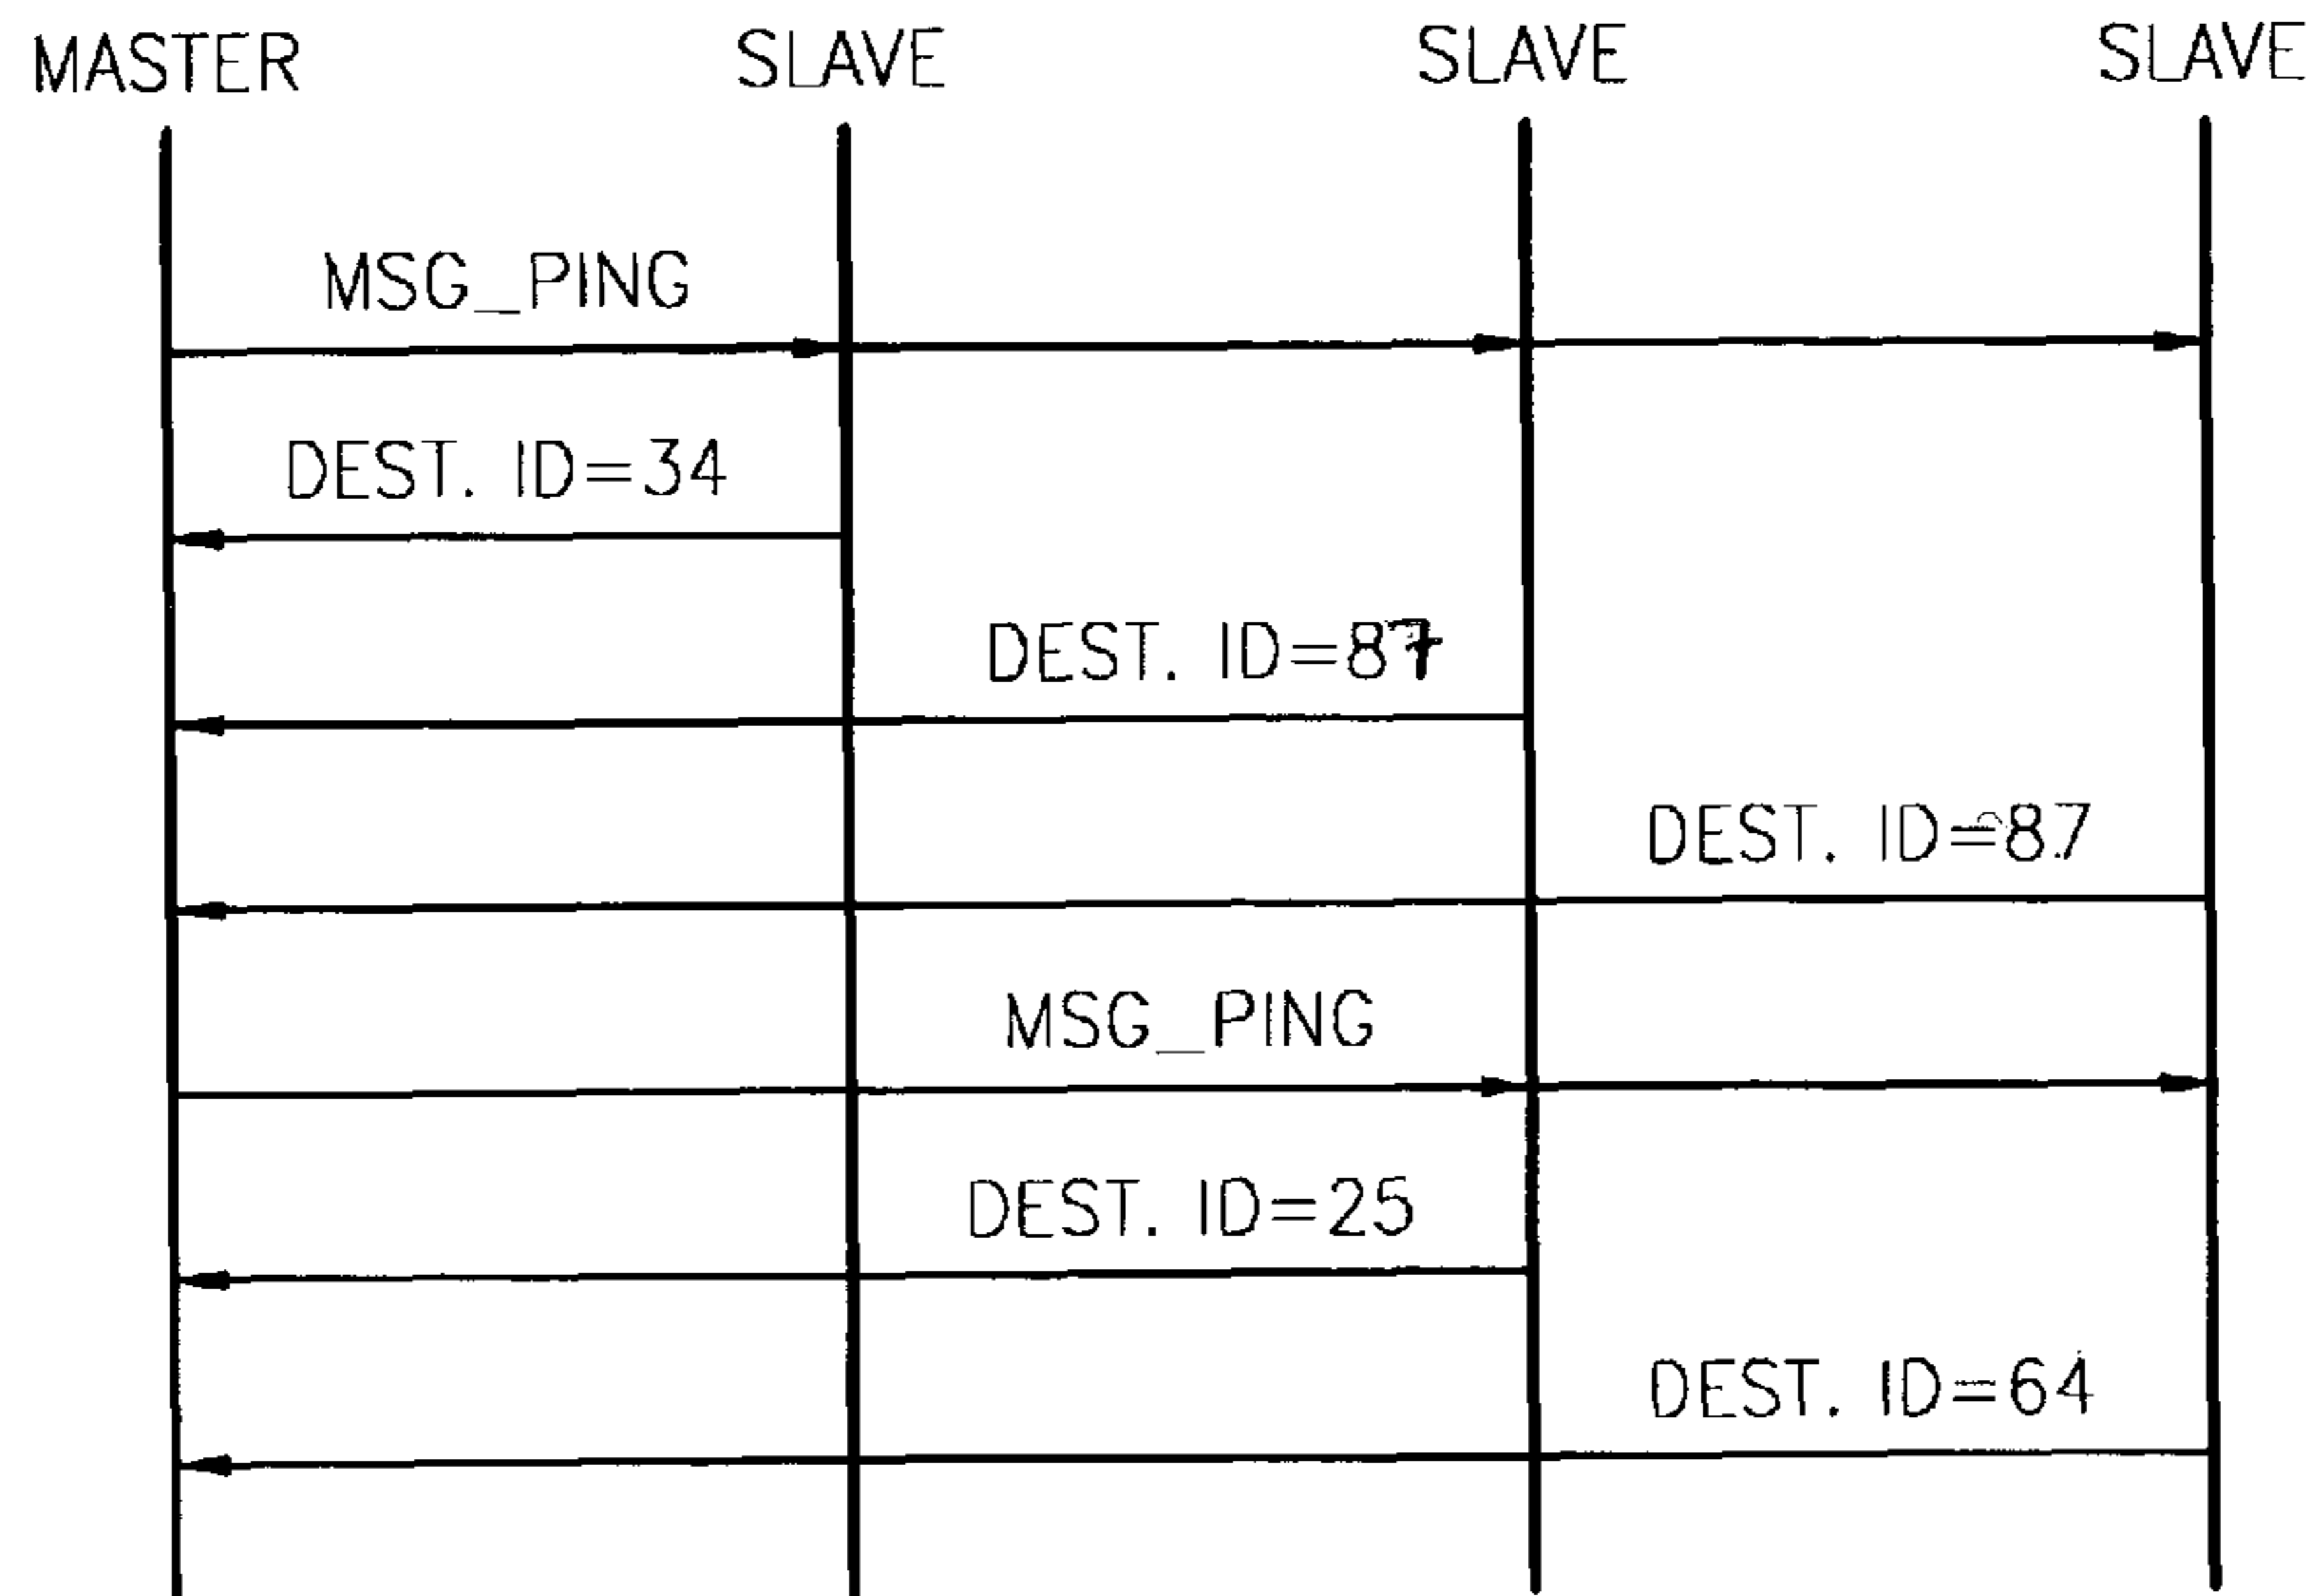 MASTER SLAVE SLAVE SLAVE
MSG_PING
DEST. ID=34
DEST. ID=87
DEST. ID=87
MSG_PING
DEST. ID=25
DEST. ID=64